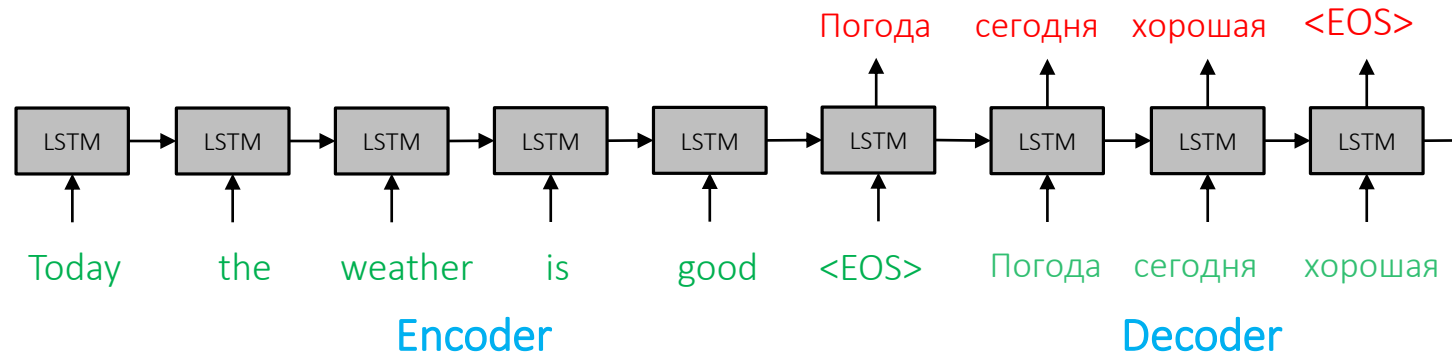 Погода сегодня хорошая <EOS>
LSTM LSTM LSTM LSTM LSTM LSTM LSTM LSTM LSTM
Today the weather is good <EOS> Погода сегодня хорошая
Encoder Decoder